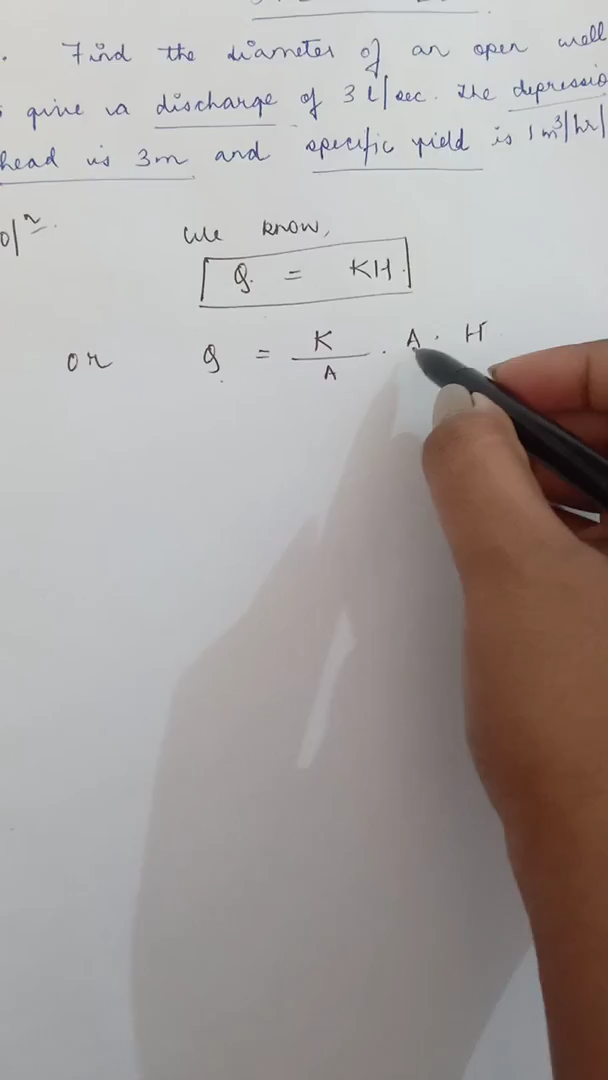 . Find the diameter of an open well
give a discharge of 3 l/sec. The depressio
head is 3m and specific yield is 1 m³/hr/
We know,
Q = KH
or Q = K/A . A . H